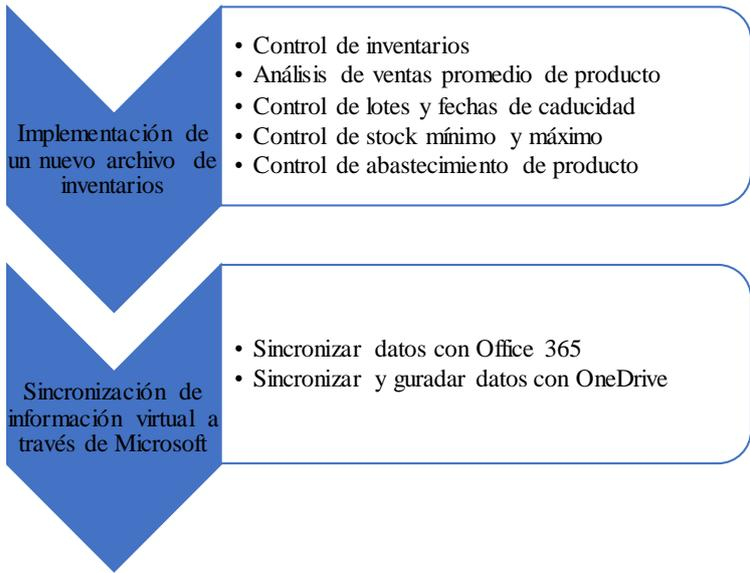 Implementación de
un nuevo archivo de
inventarios
• Control de inventarios
• Análisis de ventas promedio de producto
• Control de lotes y fechas de caducidad
• Control de stock mínimo y máximo
• Control de abastecimiento de producto
Sincronización de
información virtual a
través de Microsoft
• Sincronizar datos con Office 365
• Sincronizar y guradar datos con OneDrive